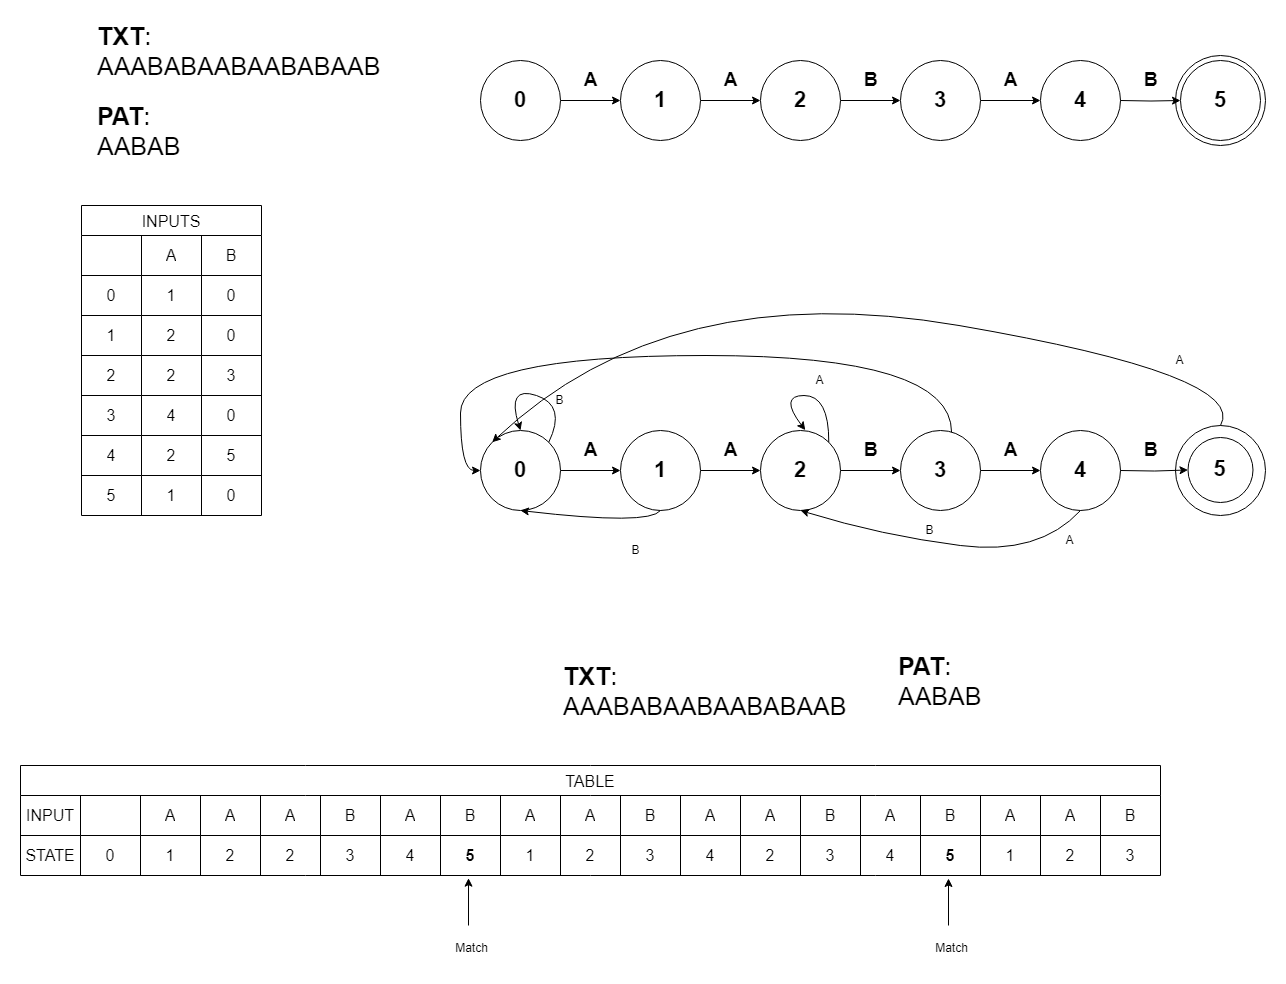 TXT:
AAABABAABAABABAAB
PAT:
AABAB
0 A 1 A 2 B 3 A 4 B 5
INPUTS
A B
0 1 0
1 2 0
2 2 3
3 4 0
4 2 5
5 1 0
A
A
B
0 A 1 A 2 B 3 A 4 B 5
B
A
B
TXT:
AAABABAABAABABAAB
PAT:
AABAB
TABLE
INPUT A A A B A B A A B A A B A B A A B
STATE 0 1 2 2 3 4 5 1 2 3 4 2 3 4 5 1 2 3
Match Match